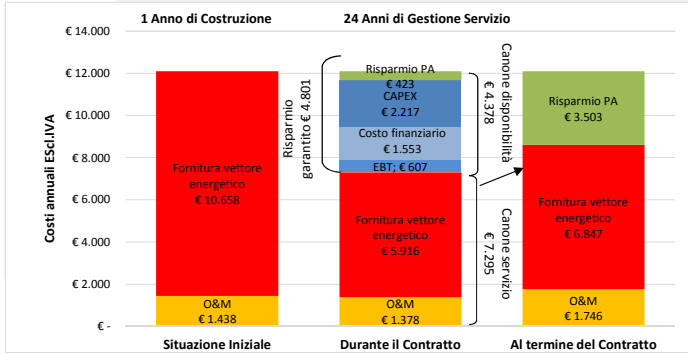 1 Anno di Costruzione
24 Anni di Gestione Servizio
Costi annuali EScl.IVA
€ 14.000
€ 12.000
€ 10.000
€ 8.000
€ 6.000
€ 4.000
€ 2.000
€ -
Fornitura vettore
energetico
€ 10.658
O&M
€ 1.438
Situazione Iniziale
Risparmio
garantito € 4.801
Risparmio PA
€ 423
CAPEX
€ 2.217
Costo finanziario
€ 1.553
EBT; € 607
Fornitura vettore
energetico
€ 5.916
O&M
€ 1.378
Durante il Contratto
Canone disponibilità
€ 4.378
Canone servizio
€ 7.295
Risparmio PA
€ 3.503
Fornitura vettore
energetico
€ 6.847
O&M
€ 1.746
Al termine del Contratto